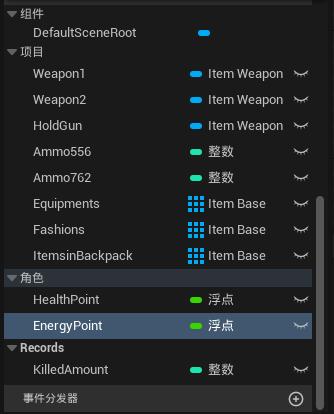 组件
DefaultSceneRoot
项目
Weapon1 Item Weapon
Weapon2 Item Weapon
HoldGun Item Weapon
Ammo556 整数
Ammo762 整数
Equipments Item Base
Fashions Item Base
ItemsinBackpack Item Base
角色
HealthPoint 浮点
EnergyPoint 浮点
Records
KilledAmount 整数
事件分发器